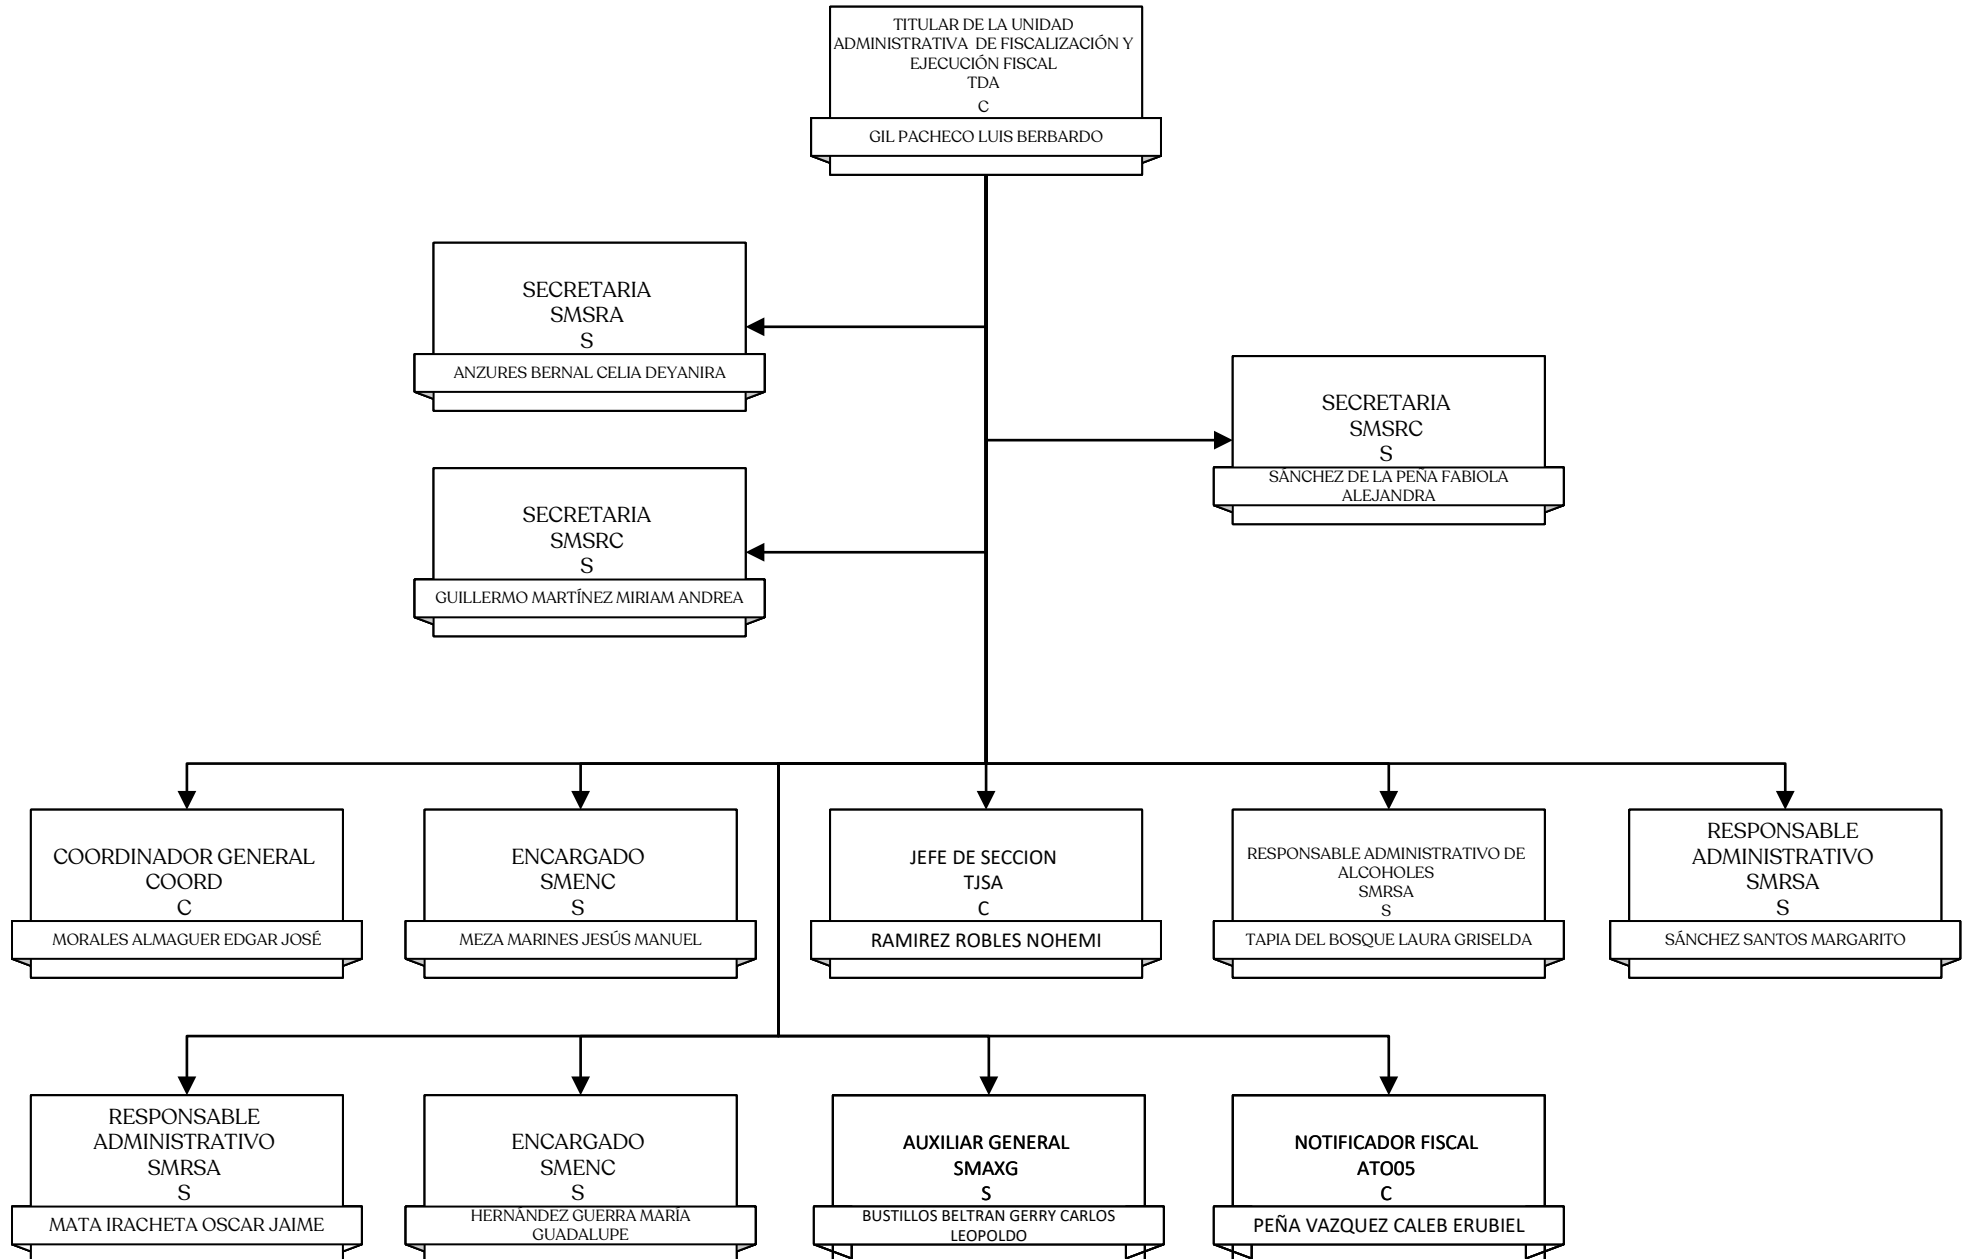 TITULAR DE LA UNIDAD
ADMINISTRATIVA DE FISCALIZACIÓN Y
EJECUCIÓN FISCAL
TDA
C
GIL PACHECO LUIS BERBARDO
SECRETARIA
SMSRA
S
ANZURES BERNAL CELIA DEYANIRA
SECRETARIA
SMSRC
S
SÁNCHEZ DE LA PEÑA FABIOLA
ALEJANDRA
SECRETARIA
SMSRC
S
GUILLERMO MARTÍNEZ MIRIAM ANDREA
COORDINADOR GENERAL
COORD
C
MORALES ALMAGUER EDGAR JOSÉ
ENCARGADO
SMENC
S
MEZA MARINES JESÚS MANUEL
JEFE DE SECCION
TJSA
C
RAMIREZ ROBLES NOHEMI
RESPONSABLE ADMINISTRATIVO DE
ALCOHOLES
SMRSA
S
TAPIA DEL BOSQUE LAURA GRISELDA
RESPONSABLE
ADMINISTRATIVO
SMRSA
S
SÁNCHEZ SANTOS MARGARITO
RESPONSABLE
ADMINISTRATIVO
SMRSA
S
MATA IRACHETA OSCAR JAIME
ENCARGADO
SMENC
S
HERNÁNDEZ GUERRA MARÍA
GUADALUPE
AUXILIAR GENERAL
SMAXG
S
BUSTILLOS BELTRAN GERRY CARLOS
LEOPOLDO
NOTIFICADOR FISCAL
ATO05
C
PEÑA VAZQUEZ CALEB ERUBIEL